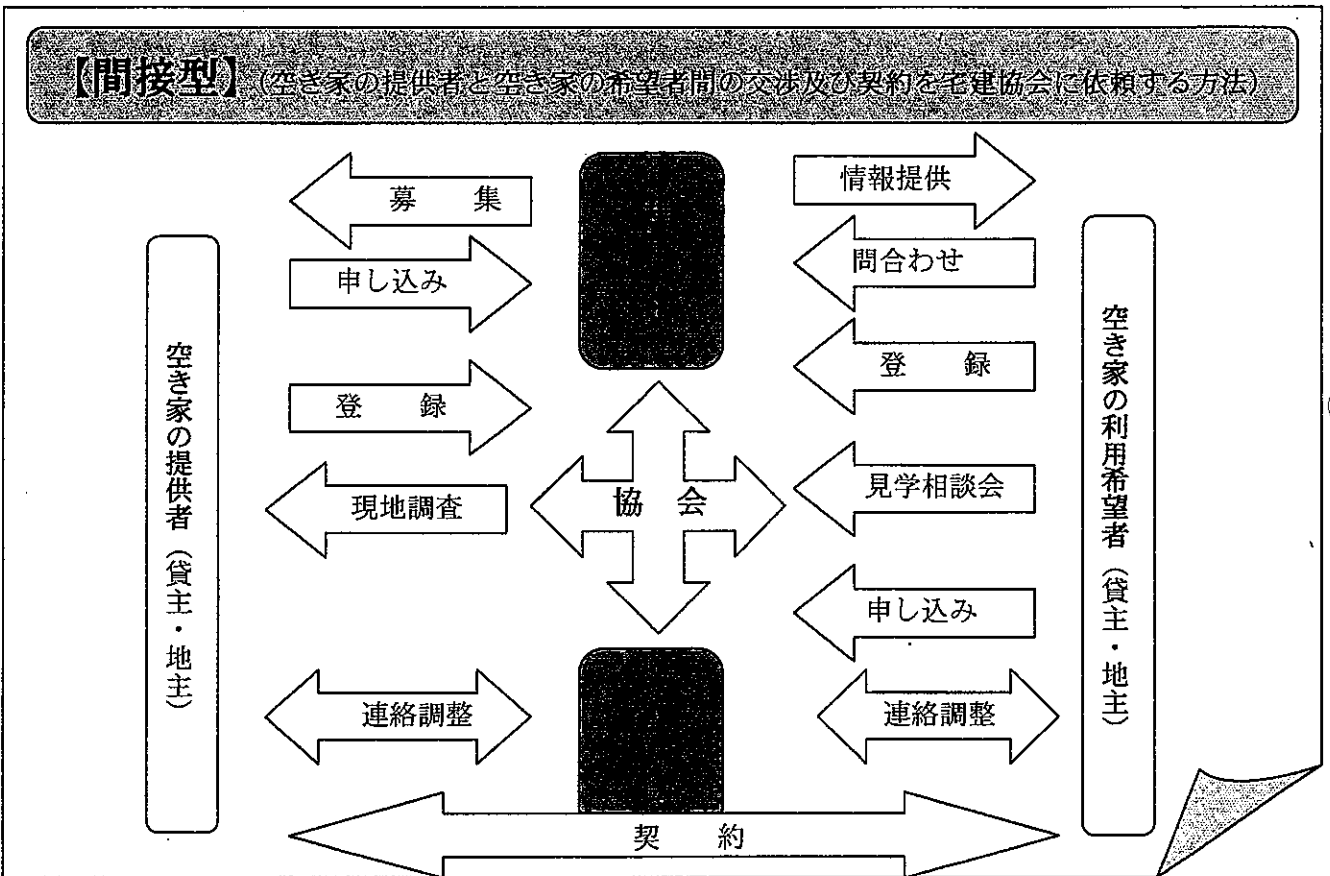 【間接型】(空き家の提供者と空き家の希望者間の交渉及び契約を宅建協会に依頼する方法)
募　集
情報提供
申し込み
問合わせ
登　録
登　録
現地調査
協　会
見学相談会
申し込み
連絡調整
連絡調整
契　約
空き家の提供者（貸主・地主）
空き家の利用希望者（貸主・地主）